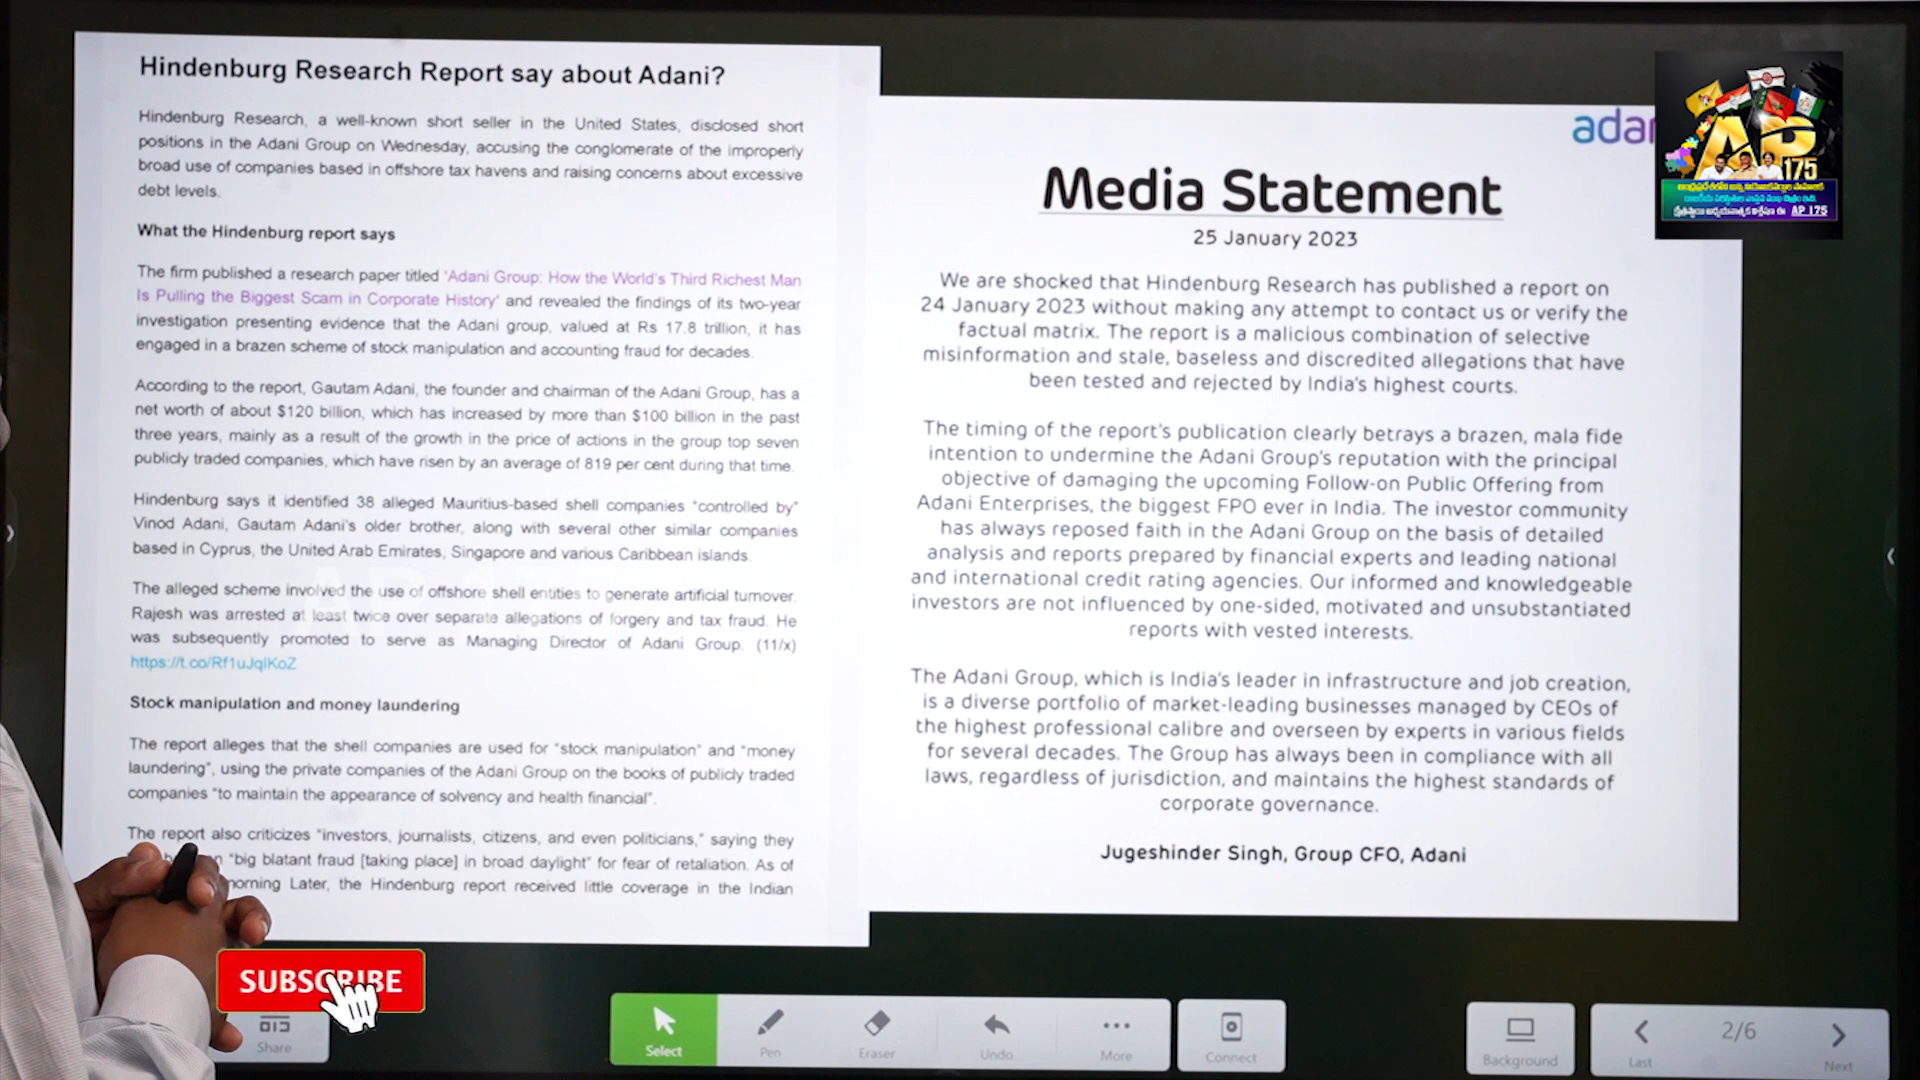 Hindenburg Research Report say about Adani?
Hindenburg Research, a well-known short seller in the United States, disclosed short
positions in the Adani Group on Wednesday, accusing the conglomerate of the improperly
broad use of companies based in offshore tax havens and raising concerns about excessive
debt levels.
What the Hindenburg report says
The firm published a research paper titled 'Adani Group: How the World's Third Richest Man
Is Pulling the Biggest Scam in Corporate History' and revealed the findings of its two-year
investigation presenting evidence that the Adani group, valued at Rs 17.8 trillion, it has
engaged in a brazen scheme of stock manipulation and accounting fraud for decades.
According to the report, Gautam Adani, the founder and chairman of the Adani Group, has a
net worth of about $120 billion, which has increased by more than $100 billion in the past
three years, mainly as a result of the growth in the price of actions in the group top seven
publicly traded companies, which have risen by an average of 819 per cent during that time.
Hindenburg says it identified 38 alleged Mauritius-based shell companies "controlled by"
Vinod Adani, Gautam Adani's older brother, along with several other similar companies
based in Cyprus, the United Arab Emirates, Singapore and various Caribbean islands.
The alleged scheme involved the use of offshore shell entities to generate artificial turnover.
Rajesh was arrested at least twice over separate allegations of forgery and tax fraud. He
was subsequently promoted to serve as Managing Director of Adani Group. (11/x)
https://t.co/Rf1uJqlKoZ
Stock manipulation and money laundering
The report alleges that the shell companies are used for "stock manipulation" and "money
laundering", using the private companies of the Adani Group on the books of publicly traded
companies "to maintain the appearance of solvency and health financial".
The report also criticizes "investors, journalists, citizens, and even politicians," saying they
"big blatant fraud [taking place] in broad daylight" for fear of retaliation. As of
morning Later, the Hindenburg report received little coverage in the Indian
adan
Media Statement
25 January 2023
We are shocked that Hindenburg Research has published a report on
24 January 2023 without making any attempt to contact us or verify the
factual matrix. The report is a malicious combination of selective
misinformation and stale, baseless and discredited allegations that have
been tested and rejected by India's highest courts.
The timing of the report's publication clearly betrays a brazen, mala fide
intention to undermine the Adani Group's reputation with the principal
objective of damaging the upcoming Follow-on Public Offering from
Adani Enterprises, the biggest FPO ever in India. The investor community
has always reposed faith in the Adani Group on the basis of detailed
analysis and reports prepared by financial experts and leading national
and international credit rating agencies. Our informed and knowledgeable
investors are not influenced by one-sided, motivated and unsubstantiated
reports with vested interests.
The Adani Group, which is India's leader in infrastructure and job creation,
is a diverse portfolio of market-leading businesses managed by CEOs of
the highest professional calibre and overseen by experts in various fields
for several decades. The Group has always been in compliance with all
laws, regardless of jurisdiction, and maintains the highest standards of
corporate governance.
Jugeshinder Singh, Group CFO, Adani
AP
175
AP 175
SUBSCRIBE
Share
Select
Pen
Eraser
Undo
More
Connect
Background
Last
2/6
Next